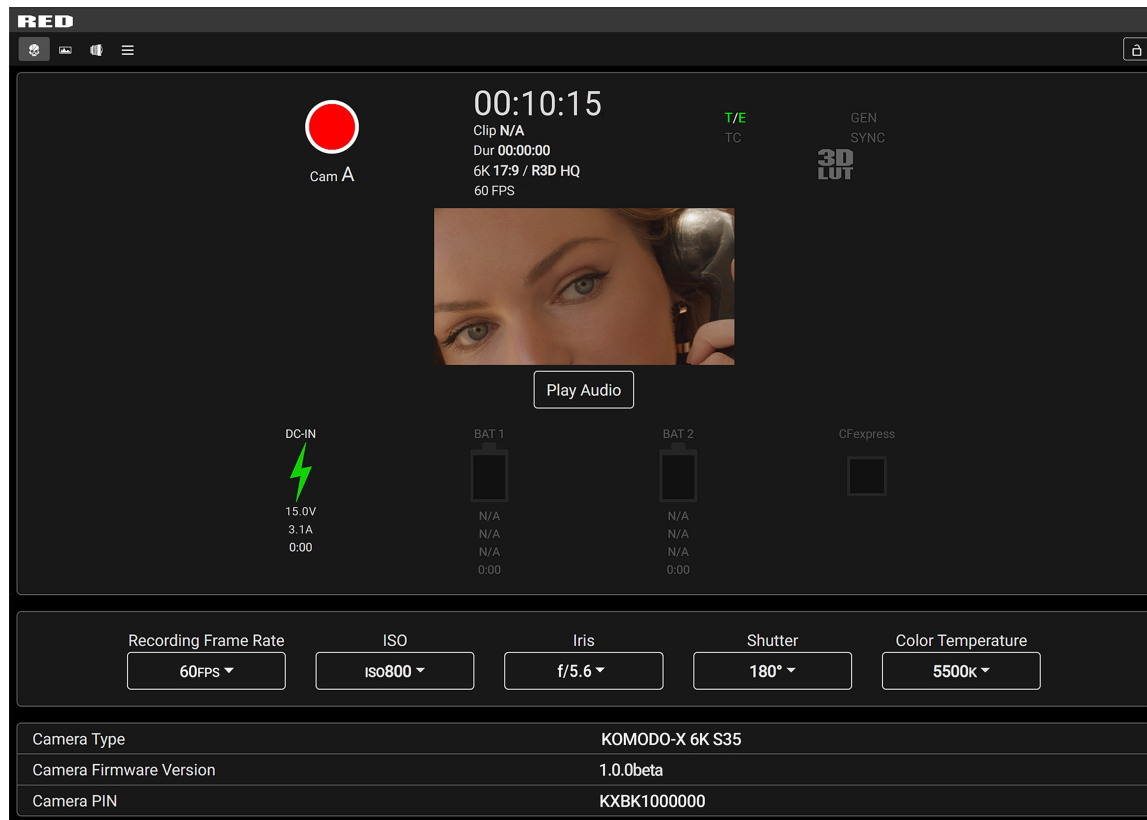 RED
00:10:15
Clip N/A
Dur 00:00:00
6K 17:9 / R3D HQ
60 FPS
Cam A
T/E
TC
GEN
SYNC
3D
LUT
Play Audio
DC-IN
15.0V
3.1A
0:00
BAT 1
N/A
N/A
N/A
0:00
BAT 2
N/A
N/A
N/A
0:00
CFexpress
Recording Frame Rate
60FPS
ISO
ISO800
Iris
f/5.6
Shutter
180°
Color Temperature
5500K
Camera Type KOMODO-X 6K S35
Camera Firmware Version 1.0.0beta
Camera PIN KXBK1000000